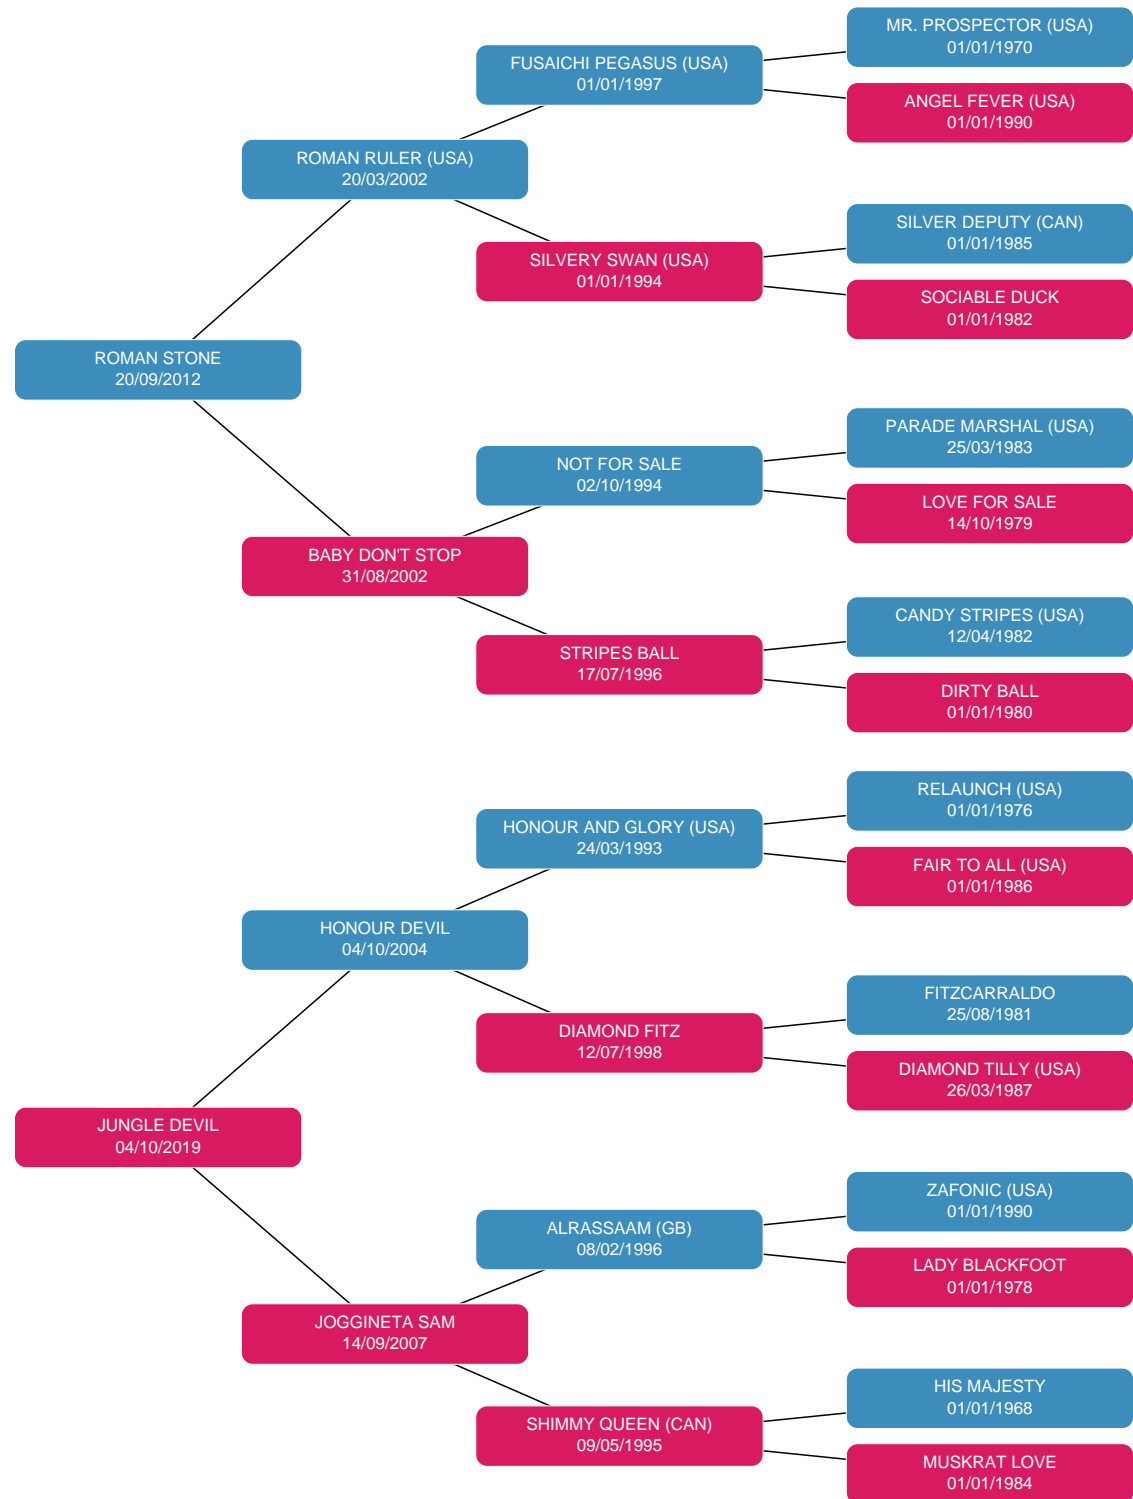 MR. PROSPECTOR (USA)
01/01/1970
FUSAICHI PEGASUS (USA)
01/01/1997
ANGEL FEVER (USA)
01/01/1990
ROMAN RULER (USA)
20/03/2002
SILVER DEPUTY (CAN)
01/01/1985
SILVERY SWAN (USA)
01/01/1994
SOCIABLE DUCK
01/01/1982
ROMAN STONE
20/09/2012
PARADE MARSHAL (USA)
25/03/1983
NOT FOR SALE
02/10/1994
LOVE FOR SALE
14/10/1979
BABY DON'T STOP
31/08/2002
CANDY STRIPES (USA)
12/04/1982
STRIPES BALL
17/07/1996
DIRTY BALL
01/01/1980
RELAUNCH (USA)
01/01/1976
HONOUR AND GLORY (USA)
24/03/1993
FAIR TO ALL (USA)
01/01/1986
HONOUR DEVIL
04/10/2004
FITZCARRALDO
25/08/1981
DIAMOND FITZ
12/07/1998
DIAMOND TILLY (USA)
26/03/1987
JUNGLE DEVIL
04/10/2019
ZAFONIC (USA)
01/01/1990
ALRASSAAM (GB)
08/02/1996
LADY BLACKFOOT
01/01/1978
JOGGINETA SAM
14/09/2007
HIS MAJESTY
01/01/1968
SHIMMY QUEEN (CAN)
09/05/1995
MUSKRAT LOVE
01/01/1984